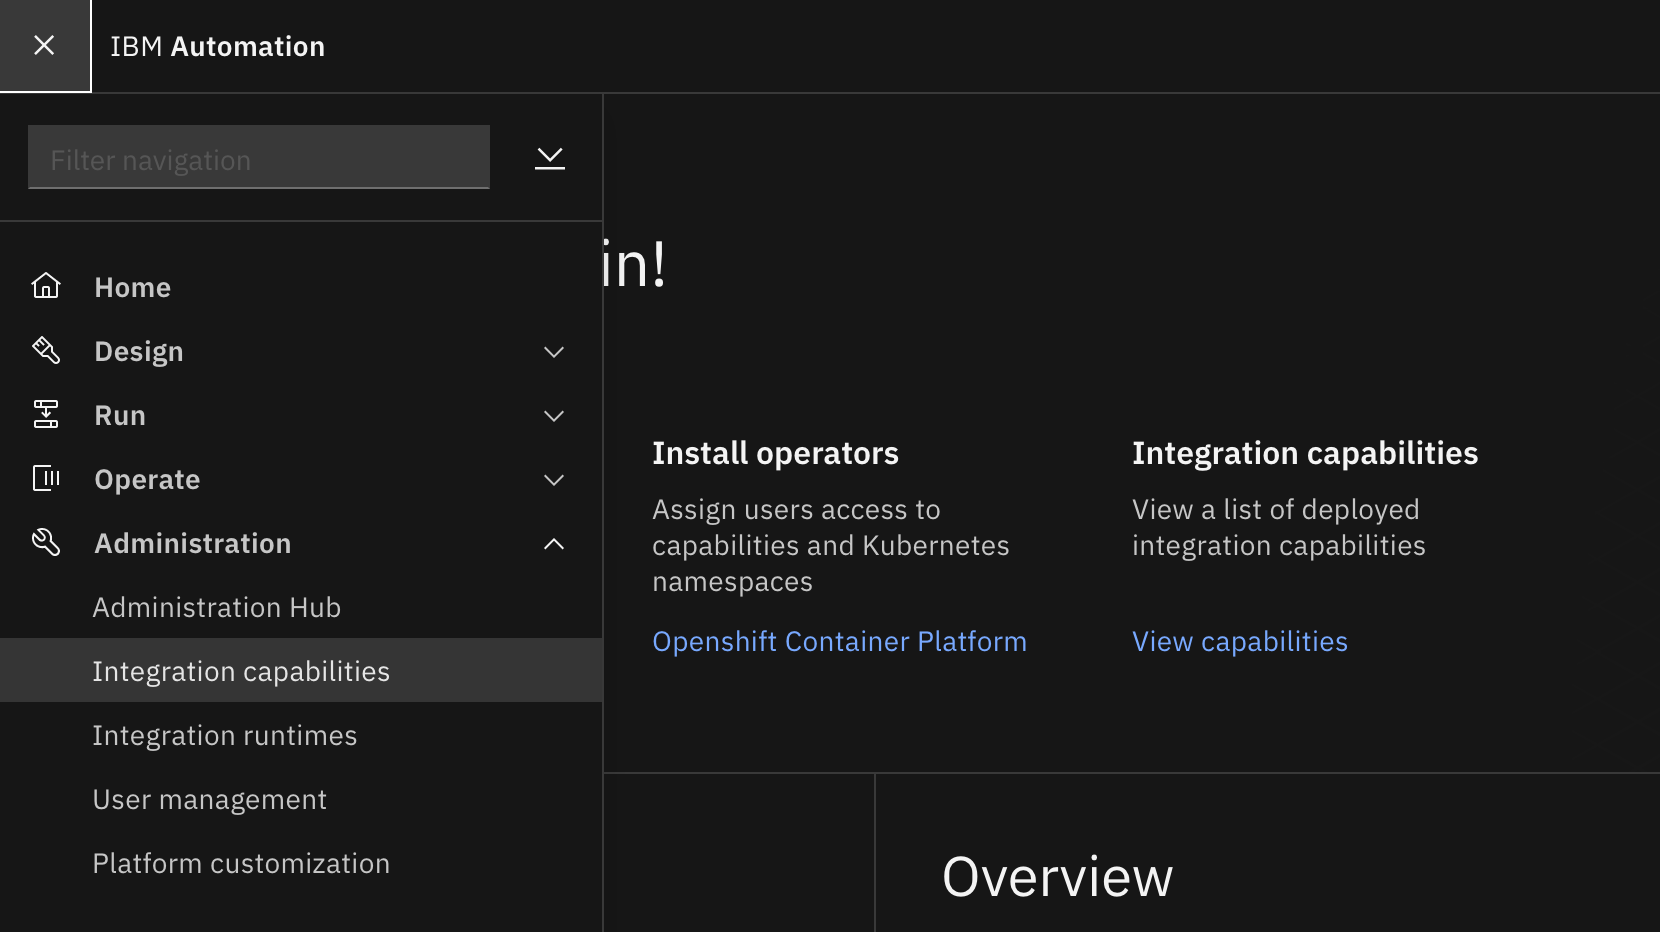 IBM Automation
Filter navigation
Home
Design
Run
Operate
Administration
Administration Hub
Integration capabilities
Integration runtimes
User management
Platform customization
in!
Install operators
Assign users access to
capabilities and Kubernetes
namespaces
Openshift Container Platform
Integration capabilities
View a list of deployed
integration capabilities
View capabilities
Overview